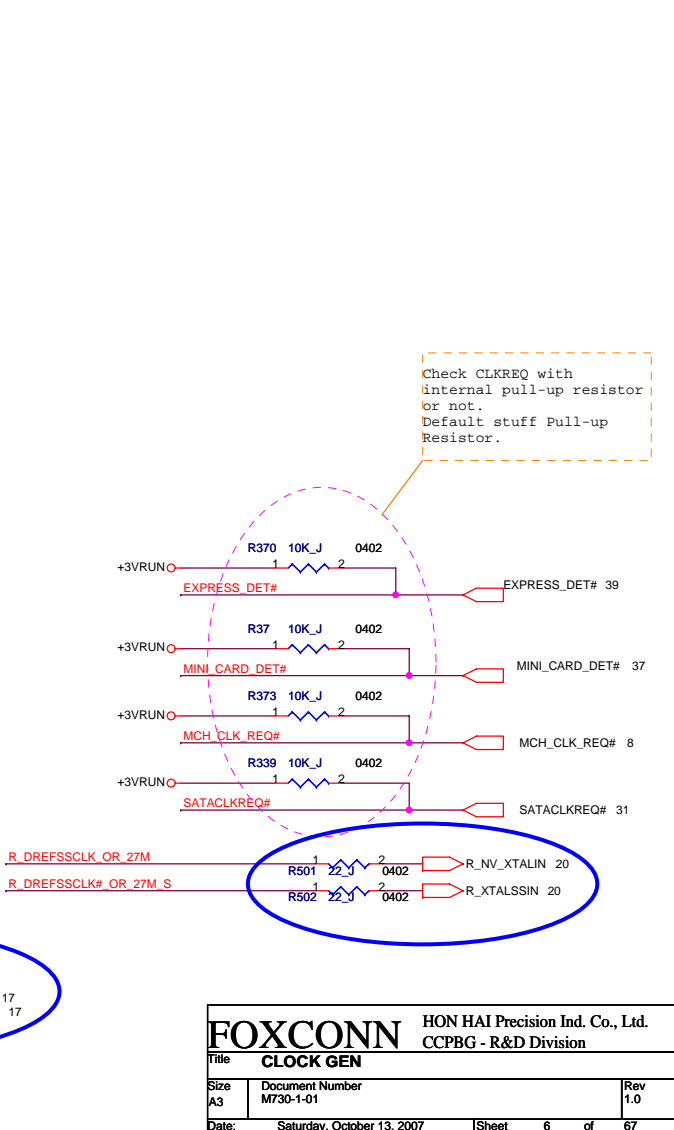 Check CLKREQ with
internal pull-up resistor
or not.
Default stuff Pull-up
Resistor.
R370 10K_J 0402
+3VRUN 1 2
EXPRESS_DET# EXPRESS_DET# 39
R37 10K_J 0402
+3VRUN 1 2
MINI_CARD_DET# MINI_CARD_DET# 37
R373 10K_J 0402
+3VRUN 1 2
MCH_CLK_REQ# MCH_CLK_REQ# 8
R339 10K_J 0402
+3VRUN 1 2
SATACLKREQ# SATACLKREQ# 31
R_DREFSSCLK_OR_27M 1 2 R_NV_XTALIN 20
R501 22_J 0402
R_DREFSSCLK#_OR_27M_S 1 2 R_XTALSSIN 20
R502 22_J 0402
17
17
FOXCONN HON HAI Precision Ind. Co., Ltd.
CCPBG - R&D Division
Title CLOCK GEN
Size Document Number Rev
A3 M730-1-01 1.0
Date: Saturday, October 13, 2007 Sheet 6 of 67